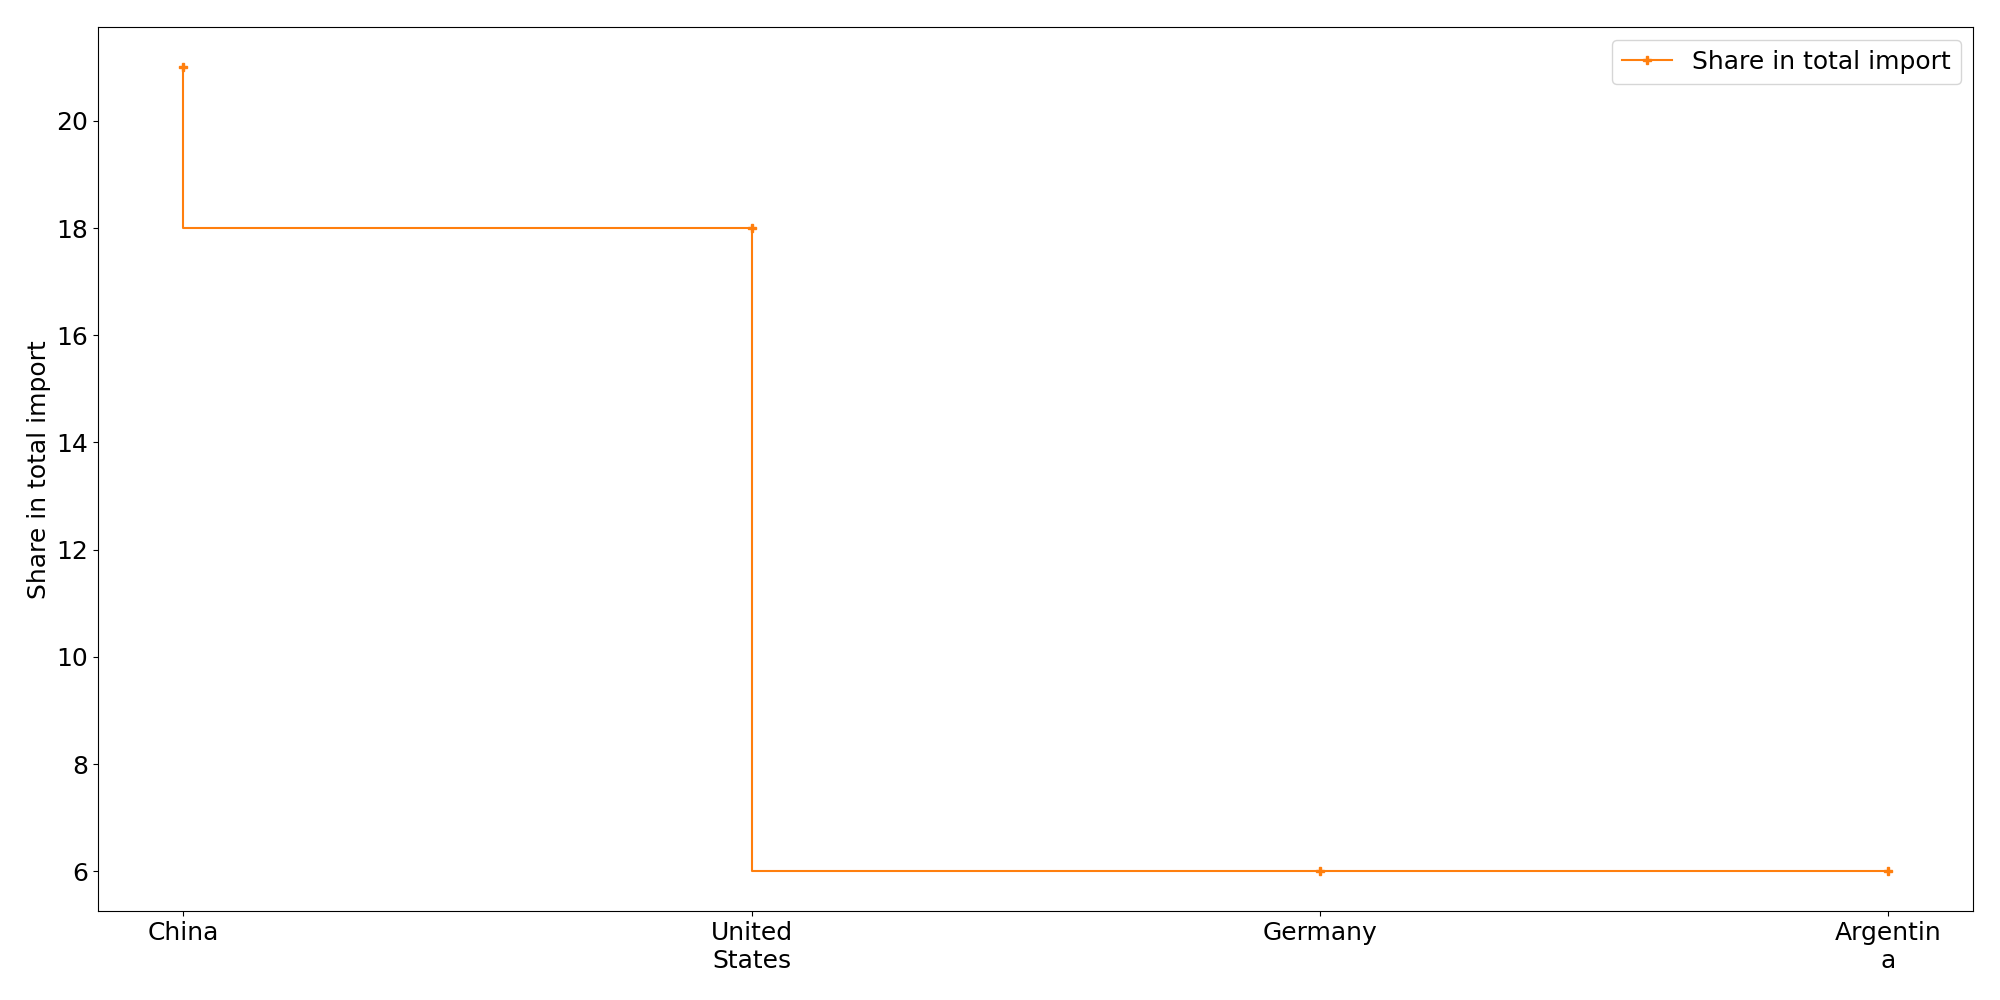 Share in total import
20
18
16
14
12
10
8
6
Share in total import
China
United
States
Germany
Argentin
a